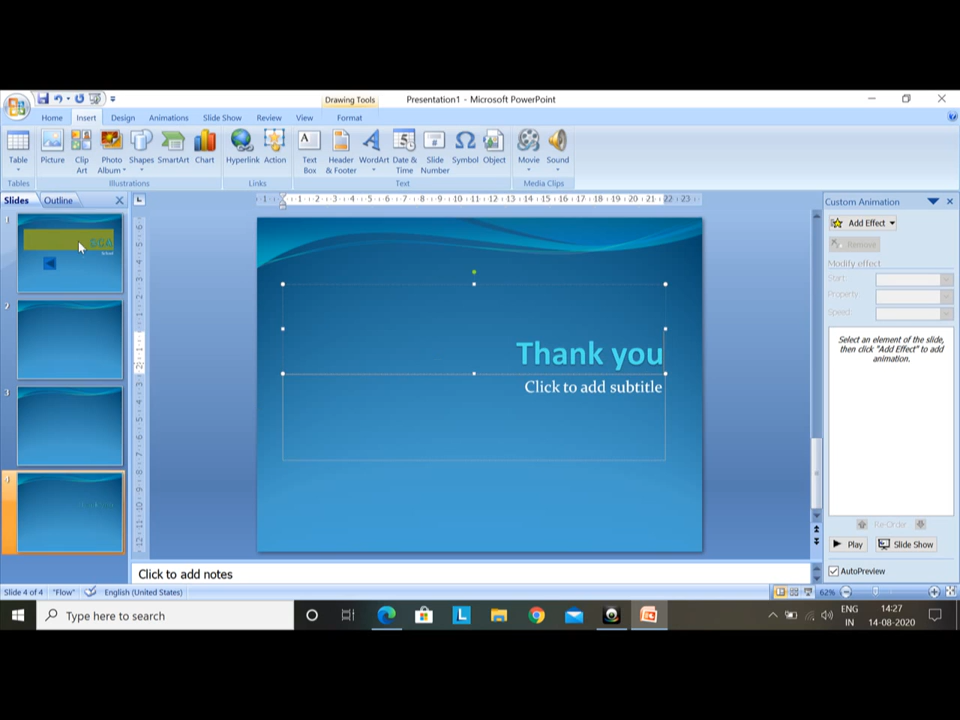 Drawing Tools
Presentation1 - Microsoft PowerPoint
Home Insert Design Animations Slide Show Review View Format
Table Picture Clip Art Photo Album Shapes SmartArt Chart Hyperlink Action Text Box Header & Footer WordArt Date & Time Slide Number Symbol Object Movie Sound
Tables Illustrations Links Text Media Clips
Slides Outline
Custom Animation
Add Effect
Remove
Modify effect
Start:
Property:
Speed:
Select an element of the slide,
then click "Add Effect" to add
animation.
1
2
3
4
Thank you
Click to add subtitle
Re-Order
Play Slide Show
AutoPreview
Click to add notes
Slide 4 of 4 "Flow" English (United States) 62%
Type here to search
ENG
IN
14:27
14-08-2020